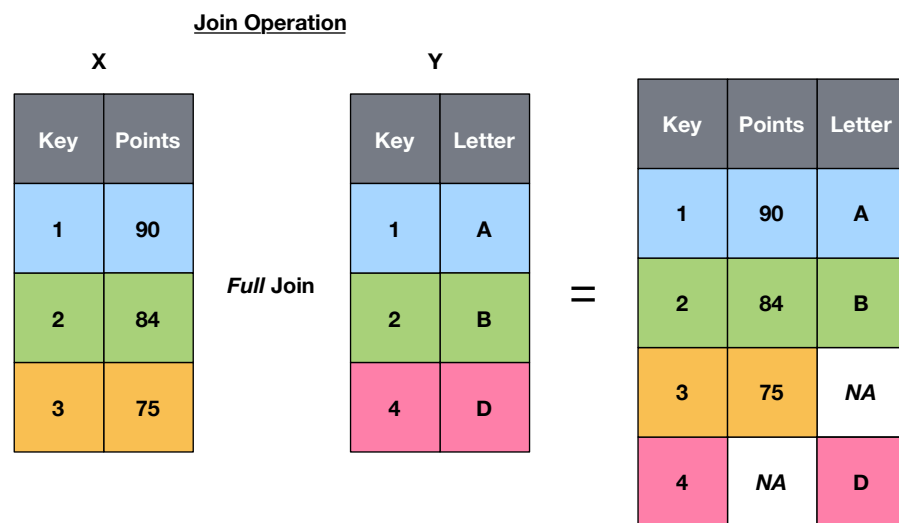 Join Operation
X
Key Points
1 90
2 84
3 75
Full Join
Y
Key Letter
1 A
2 B
4 D
=
Key Points Letter
1 90 A
2 84 B
3 75 NA
4 NA D